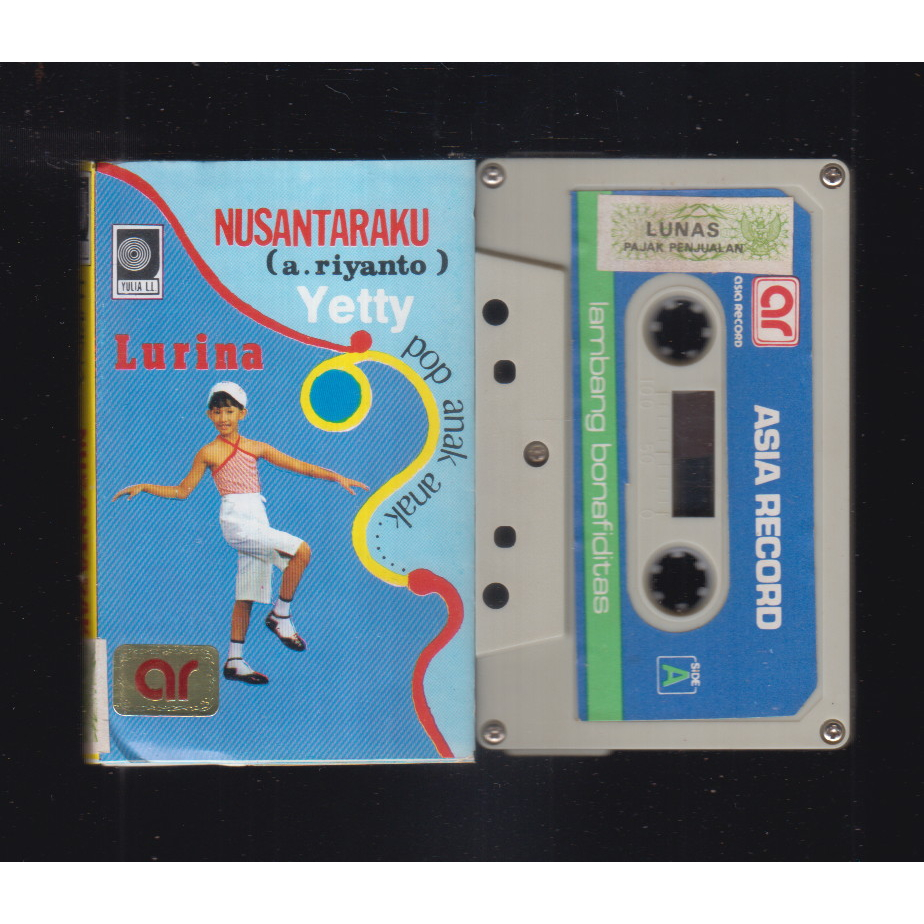 NUSANTARAKU
(a.riyanto)
Yetty
YULIA I.I.
Lurina
pop anak anak.....
ar
LUNAS
PAJAK PENJUALAN
ar
ASIA RECORD
lambang bonafiditas
ASIA RECORD
SIDE
A